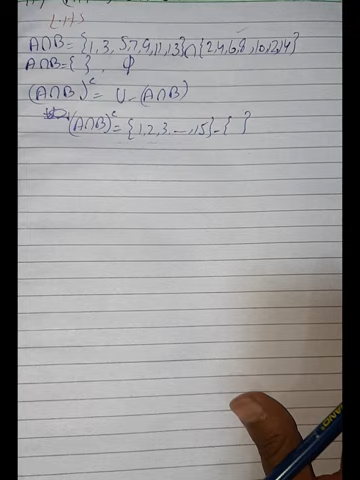 L.H.S
A∩B = {1, 3, 5,7,9,11,13} ∩ {2,4,6,8,10,12,14}
A∩B = { } , ϕ
(A∩B)ᶜ = U - (A∩B)
(A∩B)ᶜ = {1,2,3, ---, 15} - { }